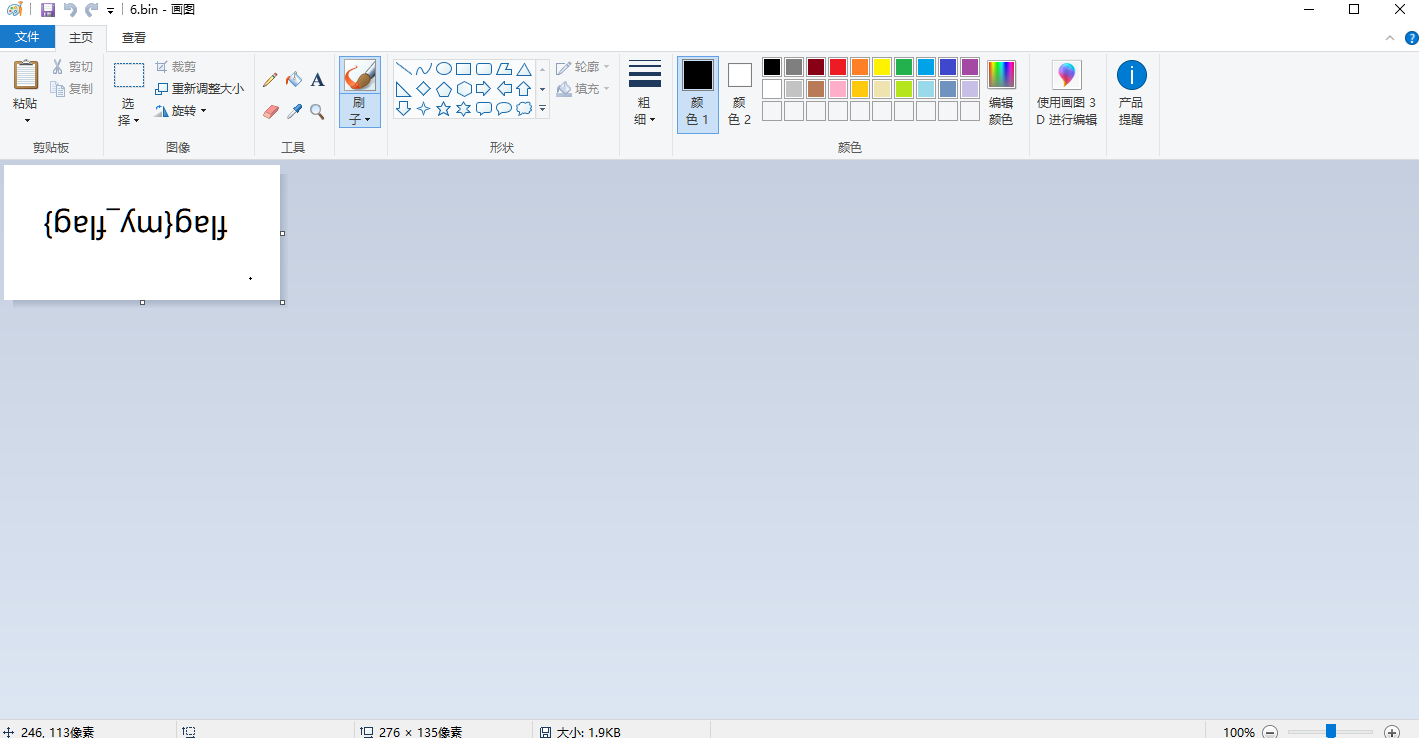 6.bin - 画图
文件 主页 查看
粘贴
剪切
复制
剪贴板
选择
裁剪
重新调整大小
旋转
图像
A
工具
刷子
轮廓
填充
形状
粗细
颜色 1
颜色 2
编辑颜色
颜色
使用画图 3D 进行编辑
产品提醒
flag{my_flag}
246, 113像素
276 × 135像素
大小: 1.9KB
100%